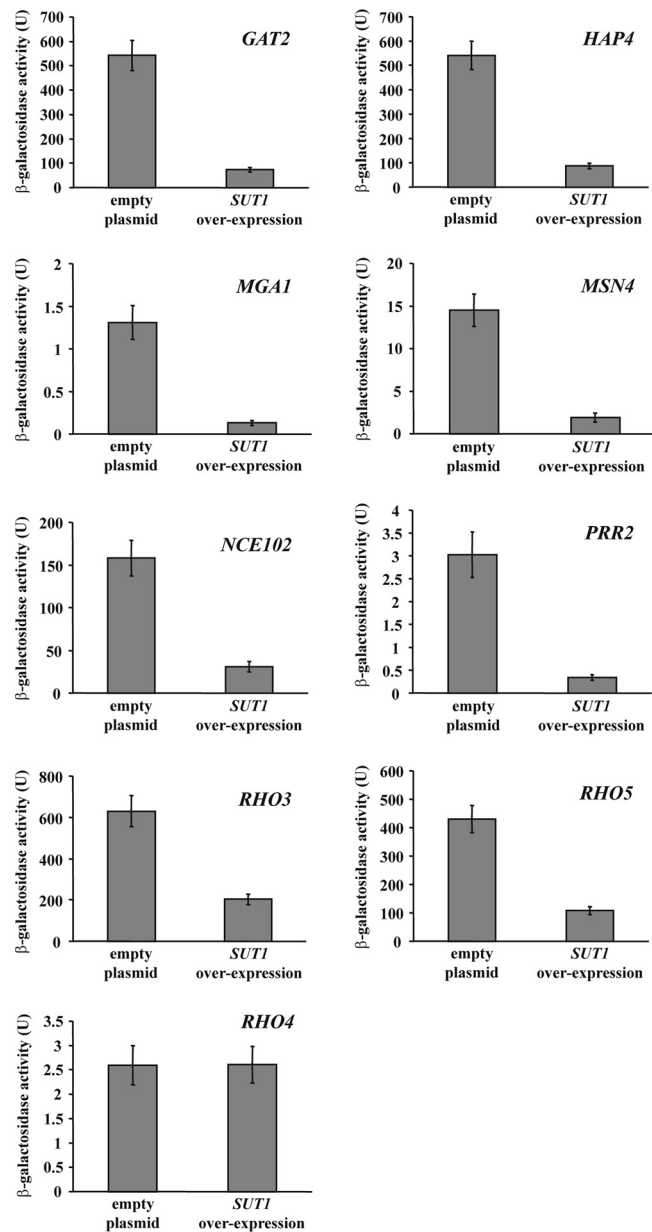 β-galactosidase activity (U)
700
600
500
400
300
200
100
0
GAT2
empty
plasmid
SUT1
over-expression
β-galactosidase activity (U)
700
600
500
400
300
200
100
0
HAP4
empty
plasmid
SUT1
over-expression
β-galactosidase activity (U)
2
1.5
1
0.5
0
MGA1
empty
plasmid
SUT1
over-expression
β-galactosidase activity (U)
20
15
10
5
0
MSN4
empty
plasmid
SUT1
over-expression
β-galactosidase activity (U)
200
150
100
50
0
NCE102
empty
plasmid
SUT1
over-expression
β-galactosidase activity (U)
4
3.5
3
2.5
2
1.5
1
0.5
0
PRR2
empty
plasmid
SUT1
over-expression
β-galactosidase activity (U)
800
600
400
200
0
RHO3
empty
plasmid
SUT1
over-expression
β-galactosidase activity (U)
600
500
400
300
200
100
0
RHO5
empty
plasmid
SUT1
over-expression
β-galactosidase activity (U)
3.5
3
2.5
2
1.5
1
0.5
0
RHO4
empty
plasmid
SUT1
over-expression